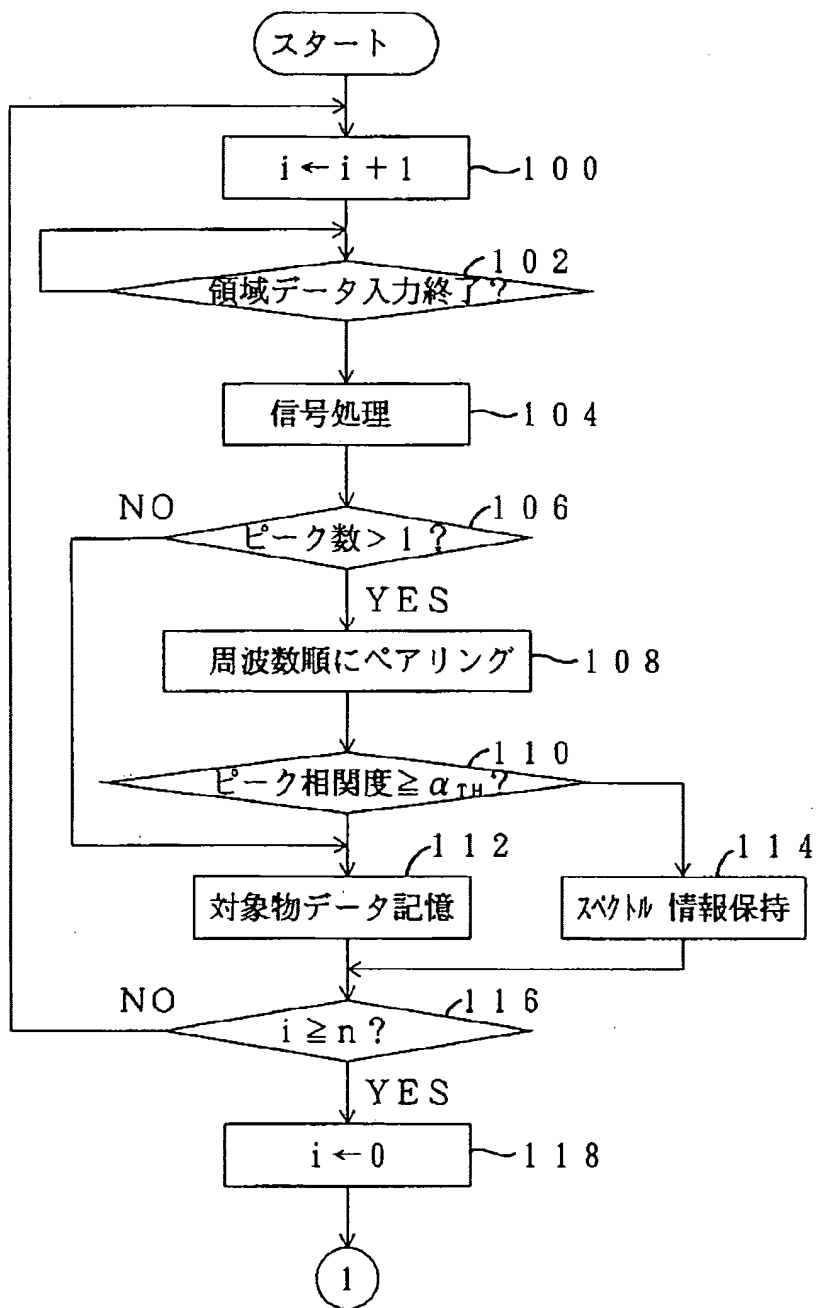 スタート
i ← i + 1
100
102
領域データ入力終了?
信号処理
104
NO
106
ピーク数 > 1 ?
YES
周波数順にペアリング
108
110
ピーク相関度 ≧ αTH?
112
対象物データ記憶
114
スペクトル 情報保持
NO
116
i ≧ n ?
YES
i ← 0
118
1